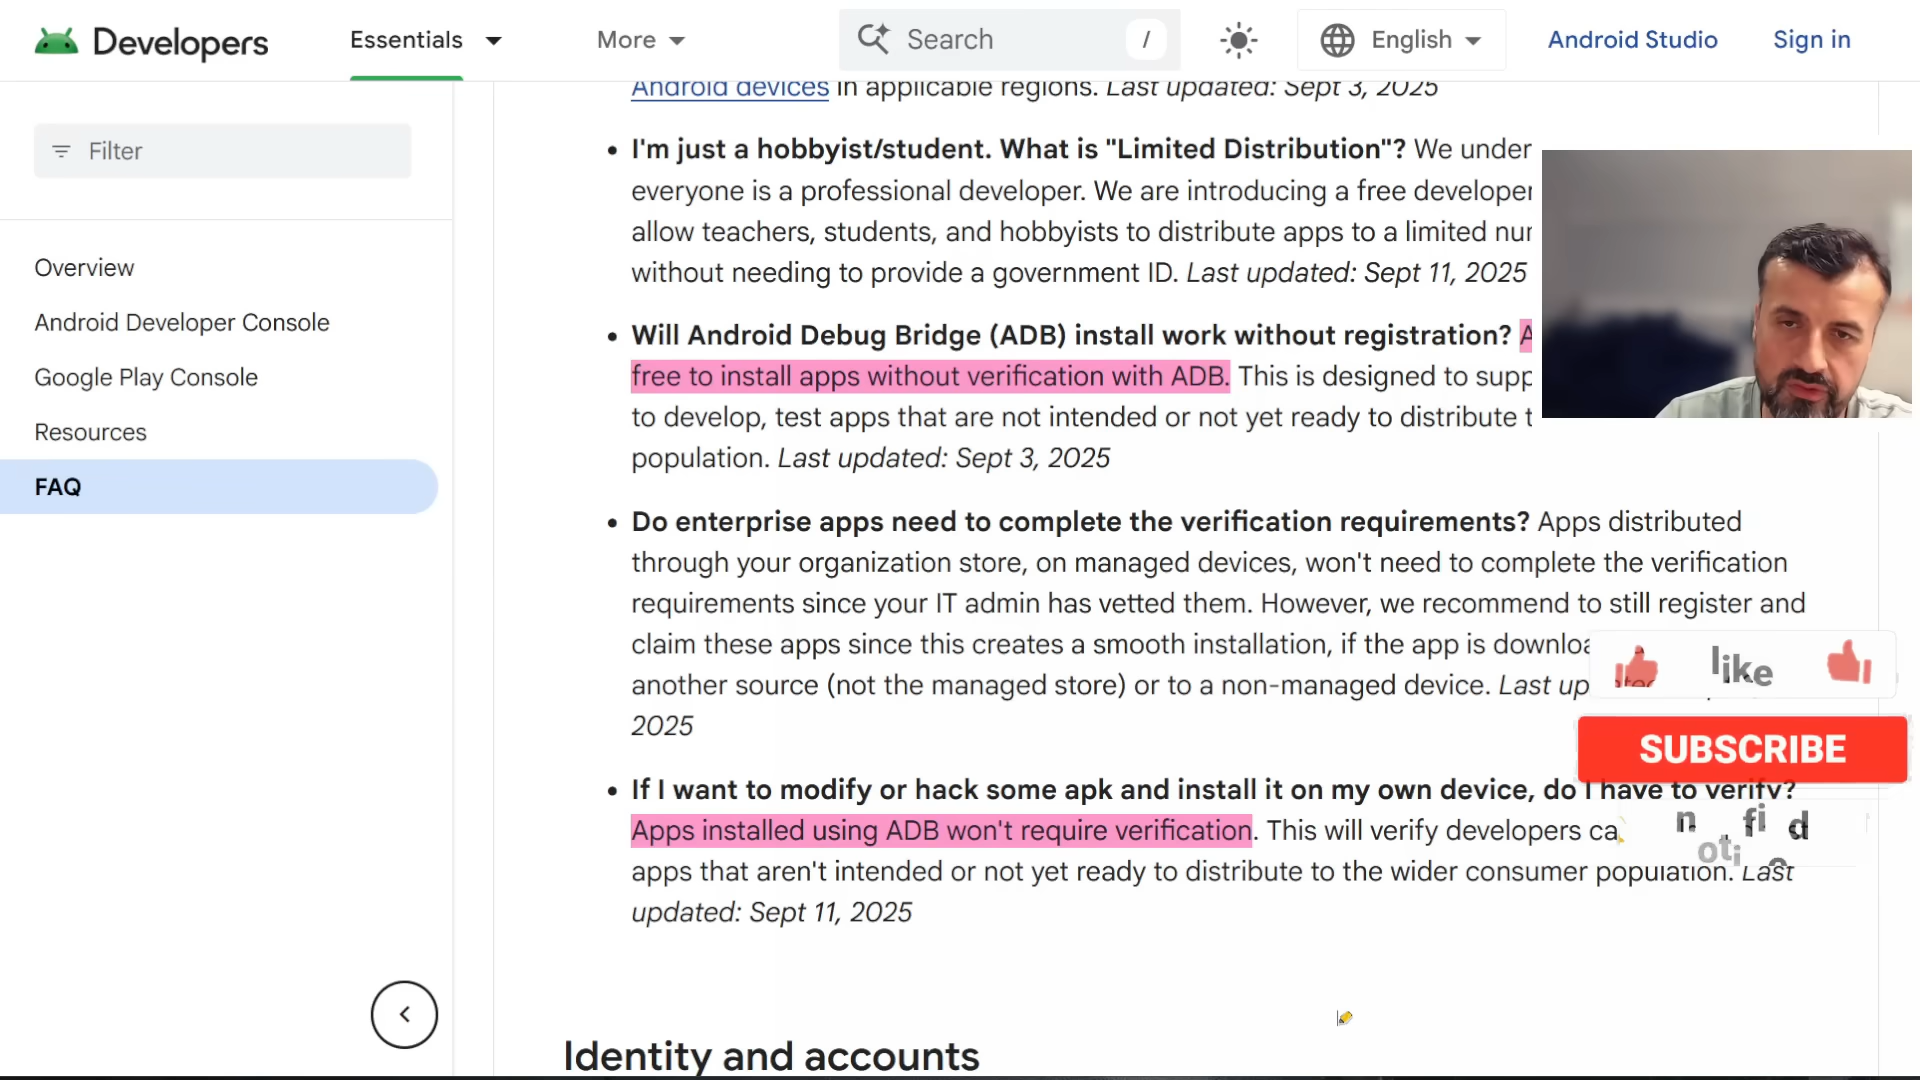 Developers
Essentials
More
Search
/
English
Android Studio
Sign in
Filter
Overview
Android Developer Console
Google Play Console
Resources
FAQ
Android devices in applicable regions. Last updated: Sept 3, 2025
• I'm just a hobbyist/student. What is "Limited Distribution"? We under
everyone is a professional developer. We are introducing a free developer
allow teachers, students, and hobbyists to distribute apps to a limited
without needing to provide a government ID. Last updated: Sept 11, 2025
• Will Android Debug Bridge (ADB) install work without registration?
free to install apps without verification with ADB. This is designed to supp
to develop, test apps that are not intended or not yet ready to distribute
population. Last updated: Sept 3, 2025
• Do enterprise apps need to complete the verification requirements? Apps distributed
through your organization store, on managed devices, won't need to complete the verification
requirements since your IT admin has vetted them. However, we recommend to still register and
claim these apps since this creates a smooth installation, if the app is downloa
another source (not the managed store) or to a non-managed device. Last
2025
• If I want to modify or hack some apk and install it on my own device, do I have to verify?
Apps installed using ADB won't require verification. This will verify developers ca
apps that aren't intended or not yet ready to distribute to the wider consumer population. Last
updated: Sept 11, 2025
Identity and accounts
like
SUBSCRIBE